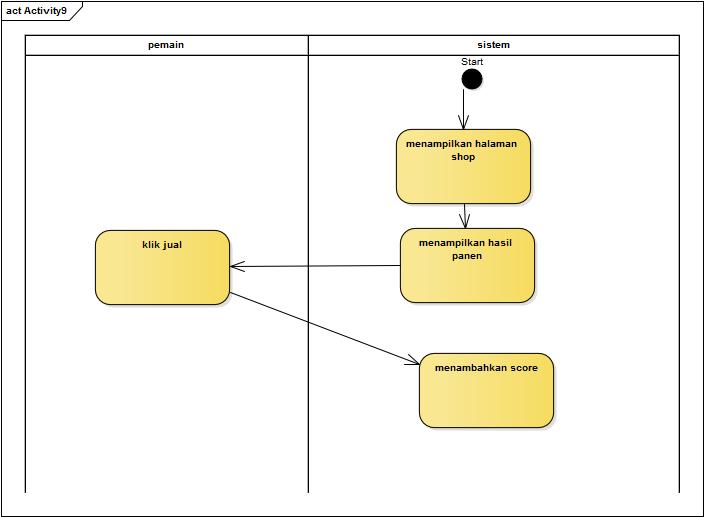 act Activity9
pemain
sistem
Start
menampilkan halaman
shop
menampilkan hasil
panen
klik jual
menambahkan score